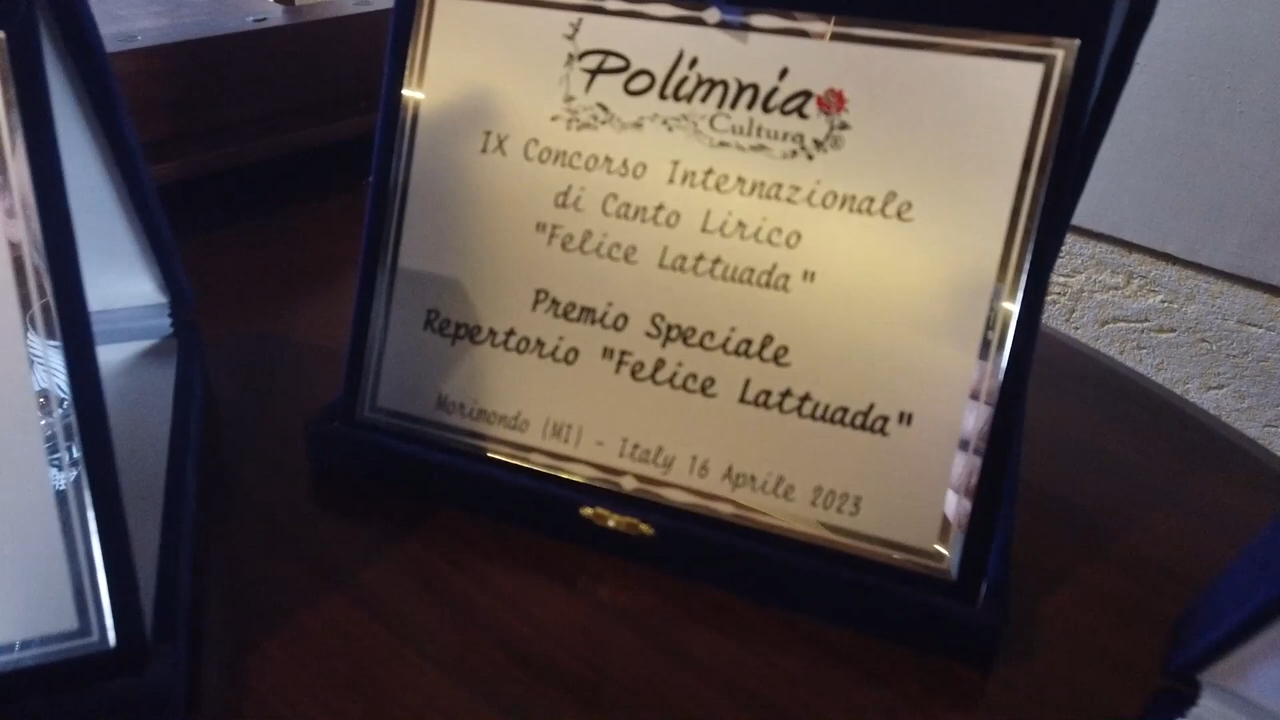 Polimnia
Cultura®
IX Concorso Internazionale
di Canto Lirico
"Felice Lattuada"
Premio Speciale
Repertorio "Felice Lattuada"
Morimondo (MI) - Italy 16 Aprile 2023